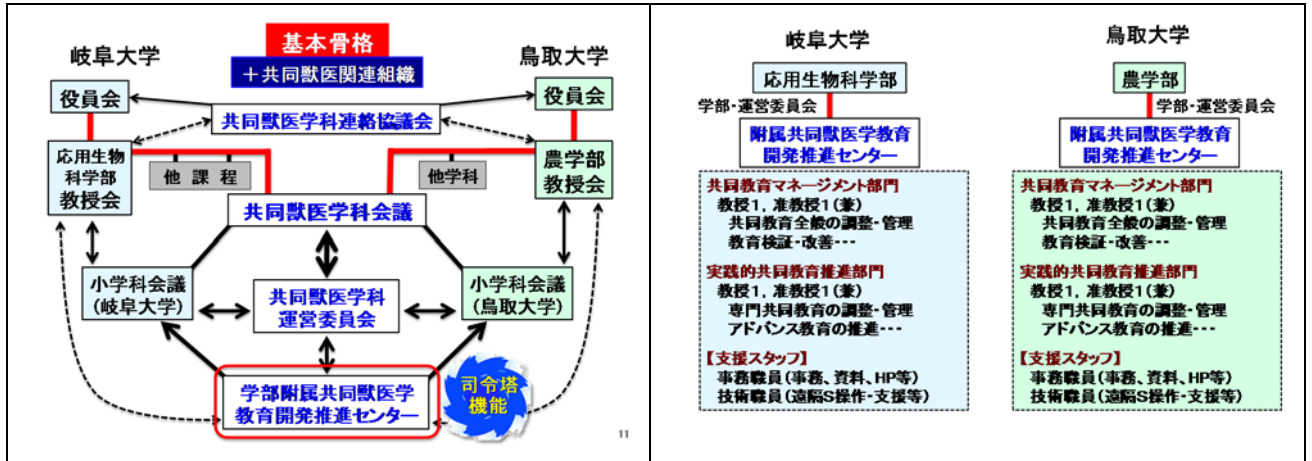 基本骨格
+共同獣医関連組織
岐阜大学
鳥取大学
役員会
役員会
共同獣医学科連絡協議会
応用生物
科学部
教授会
他 課 程
他学科
農学部
教授会
共同獣医学科会議
小学科会議
(岐阜大学)
共同獣医学科
運営委員会
小学科会議
(鳥取大学)
学部附属共同獣医学
教育開発推進センター
司令塔
機能
11
岐阜大学
応用生物科学部
学部・運営委員会
附属共同獣医学教育
開発推進センター
共同教育マネージメント部門
教授1，准教授1(兼)
共同教育全般の調整・管理
教育検証・改善・・・
実践的共同教育推進部門
教授1，准教授1(兼)
専門共同教育の調整・管理
アドバンス教育の推進・・・
【支援スタッフ】
事務職員(事務、資料、HP等)
技術職員(遠隔S操作・支援等)
鳥取大学
農学部
学部・運営委員会
附属共同獣医学教育
開発推進センター
共同教育マネージメント部門
教授1，准教授1(兼)
共同教育全般の調整・管理
教育検証・改善・・・
実践的共同教育推進部門
教授1，准教授1(兼)
専門共同教育の調整・管理
アドバンス教育の推進・・・
【支援スタッフ】
事務職員(事務、資料、HP等)
技術職員(遠隔S操作・支援等)